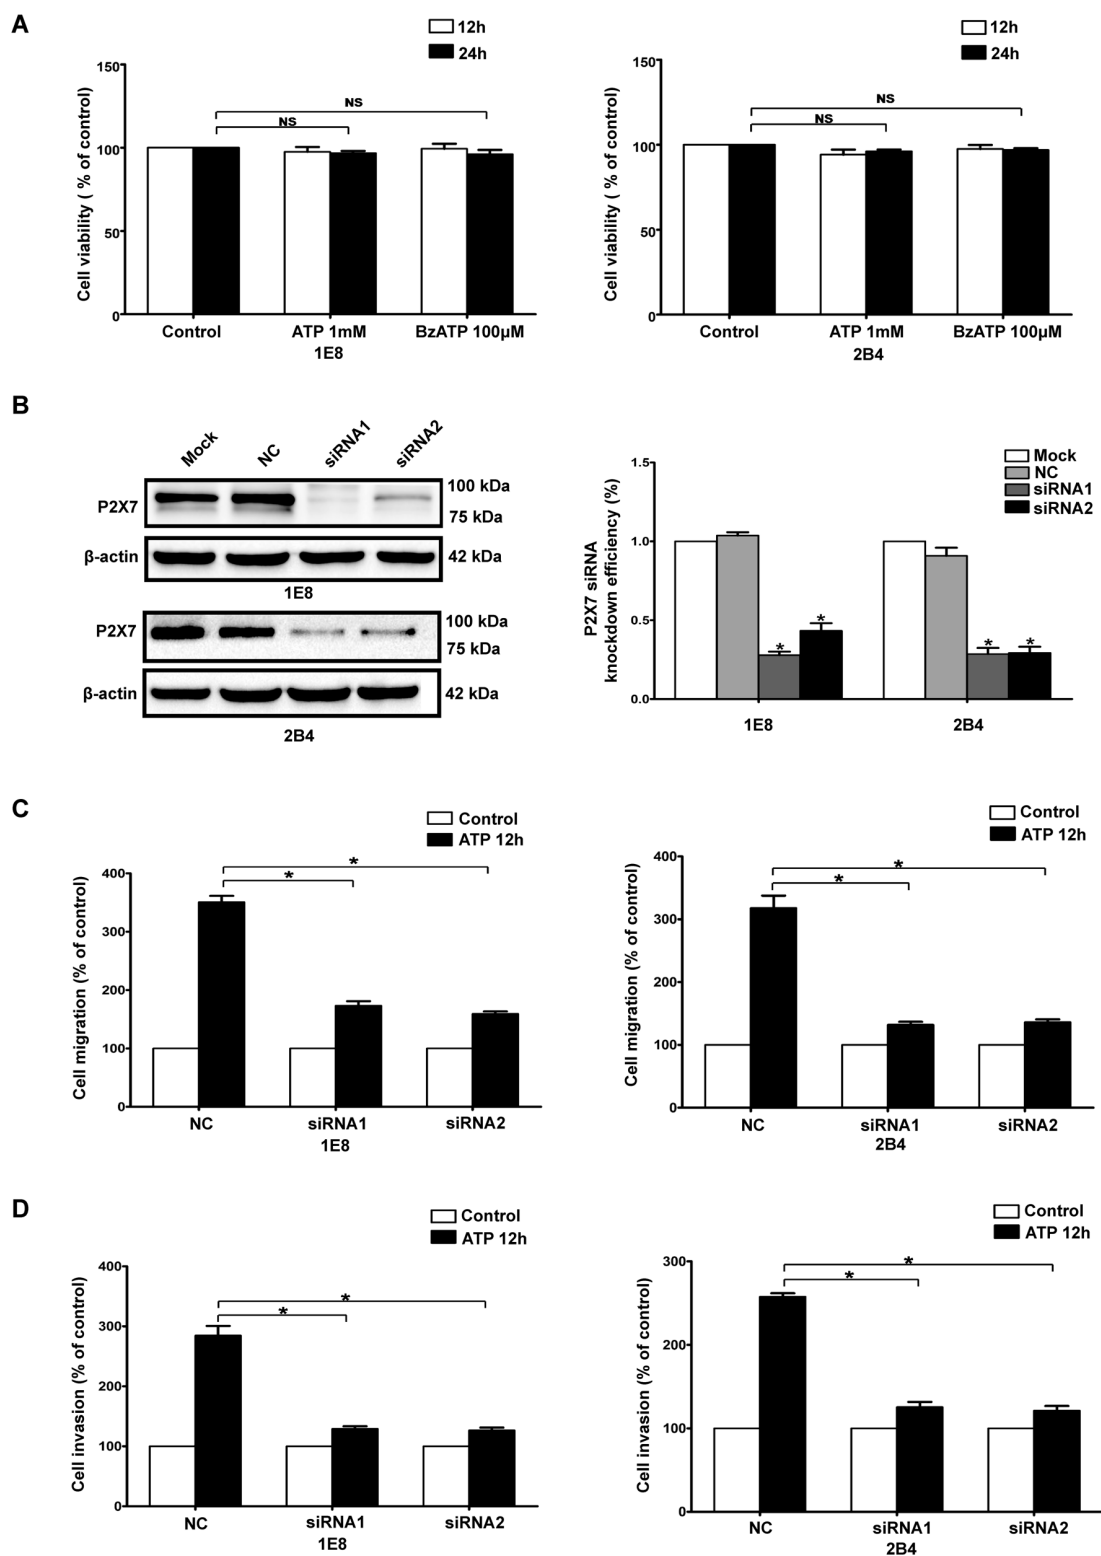 A
12h
24h
Cell viability ( % of control)
150
100
50
0
NS
NS
Control
ATP 1mM
BzATP 100μM
1E8
12h
24h
Cell viability ( % of control)
150
100
50
0
NS
NS
Control
ATP 1mM
BzATP 100μM
2B4
B
Mock
NC
siRNA1
siRNA2
P2X7
100 kDa
75 kDa
β-actin
42 kDa
1E8
P2X7
100 kDa
75 kDa
β-actin
42 kDa
2B4
Mock
NC
siRNA1
siRNA2
P2X7 siRNA
knockdown efficiency (%)
1.5
1.0
0.5
0.0
*
*
*
*
1E8
2B4
C
Control
ATP 12h
Cell migration (% of control)
400
300
200
100
0
*
*
NC
siRNA1
siRNA2
1E8
Control
ATP 12h
Cell migration (% of control)
400
300
200
100
0
*
*
NC
siRNA1
siRNA2
2B4
D
Control
ATP 12h
Cell invasion (% of control)
400
300
200
100
0
*
*
NC
siRNA1
siRNA2
1E8
Control
ATP 12h
Cell invasion (% of control)
300
200
100
0
*
*
NC
siRNA1
siRNA2
2B4